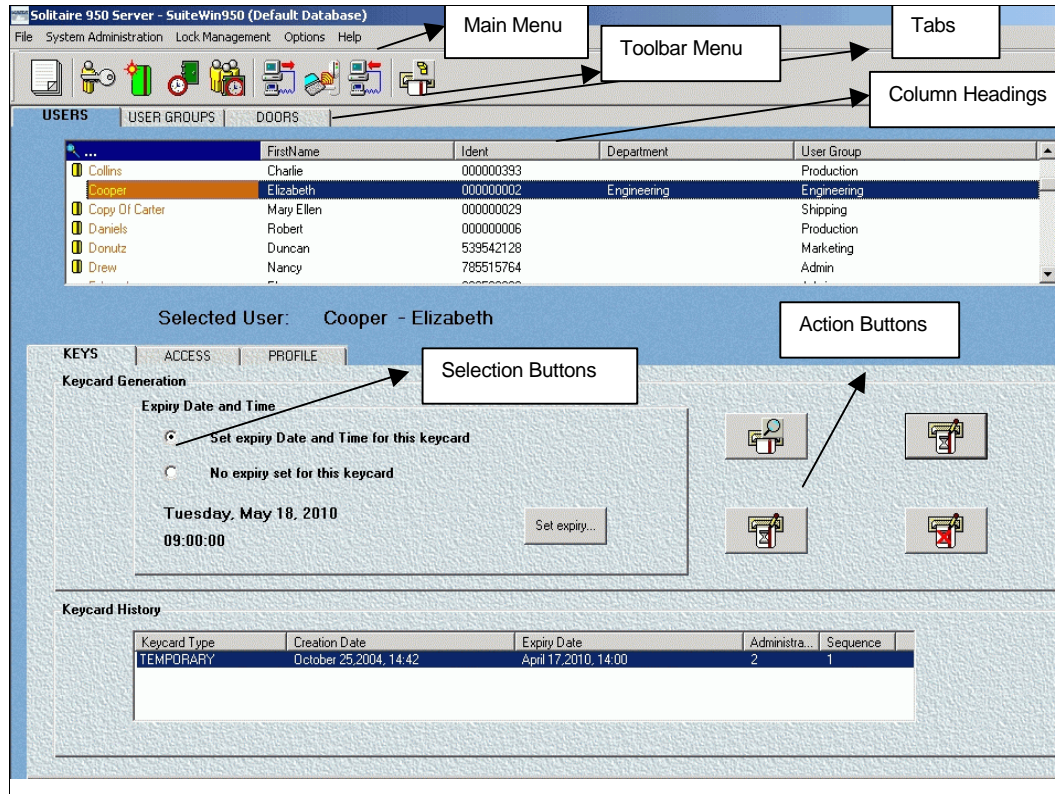 Solitaire 950 Server - SuiteWin950 (Default Database)
Main Menu
Tabs
File System Administration Lock Management Options Help
Toolbar Menu
Column Headings
USERS USER GROUPS DOORS
... FirstName Ident Department User Group
Collins Charlie 000000393 Production
Cooper Elizabeth 000000002 Engineering Engineering
Copy Of Carter Mary Ellen 000000029 Shipping
Daniels Robert 000000006 Production
Donutz Duncan 539542128 Marketing
Drew Nancy 785515764 Admin
Selected User: Cooper - Elizabeth
Action Buttons
KEYS ACCESS PROFILE
Selection Buttons
Keycard Generation
Expiry Date and Time
Set expiry Date and Time for this keycard
No expiry set for this keycard
Tuesday, May 18, 2010
Set expiry...
09:00:00
Keycard History
Keycard Type Creation Date Expiry Date Administra... Sequence
TEMPORARY October 25,2004, 14:42 April 17,2010, 14:00 2 1